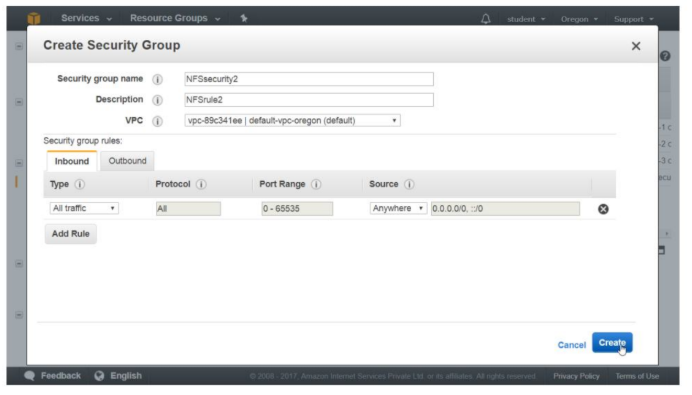 Services Resource Groups student Oregon Support
Create Security Group
Security group name NFSsecurity2
Description NFSrule2
VPC vpc-89c341ee | default-vpc-oregon (default)
Security group rules:
Inbound Outbound
Type Protocol Port Range Source
All traffic All 0 - 65535 Anywhere 0.0.0.0/0, ::/0
Add Rule
Cancel Create
Feedback English © 2008 - 2017, Amazon Internet Services Private Ltd. or its affiliates. All rights reserved. Privacy Policy Terms of Use